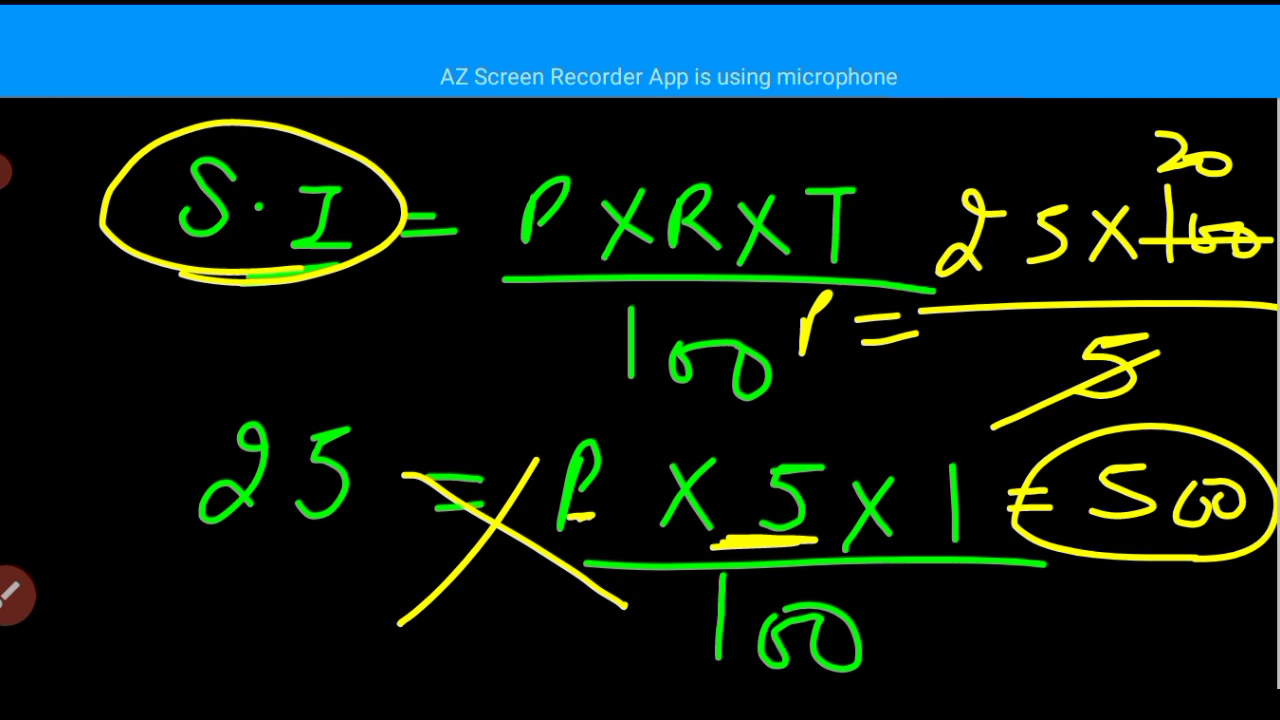 AZ Screen Recorder App is using microphone
S.I = P X R X T
100
25 = P X 5 X 1
100
20
25 X 100
P =
5
= 500